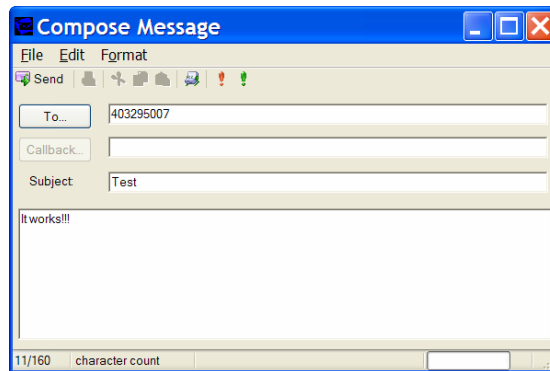 Compose Message
File Edit Format
Send
To... 403295007
Callback...
Subject: Test
It works!!!
11/160 character count